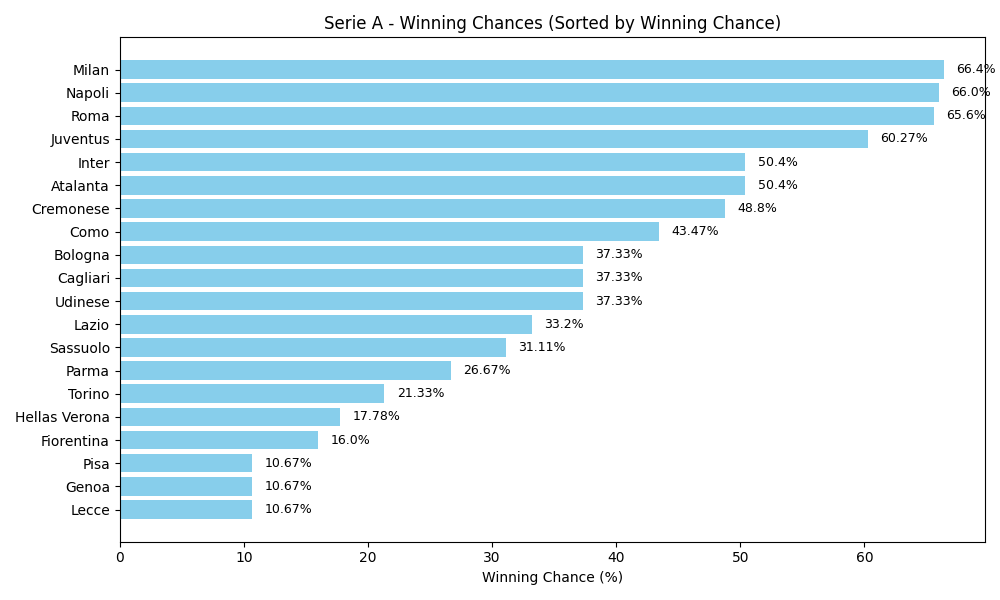 Serie A - Winning Chances (Sorted by Winning Chance)
Milan 66.4%
Napoli 66.0%
Roma 65.6%
Juventus 60.27%
Inter 50.4%
Atalanta 50.4%
Cremonese 48.8%
Como 43.47%
Bologna 37.33%
Cagliari 37.33%
Udinese 37.33%
Lazio 33.2%
Sassuolo 31.11%
Parma 26.67%
Torino 21.33%
Hellas Verona 17.78%
Fiorentina 16.0%
Pisa 10.67%
Genoa 10.67%
Lecce 10.67%
0 10 20 30 40 50 60
Winning Chance (%)